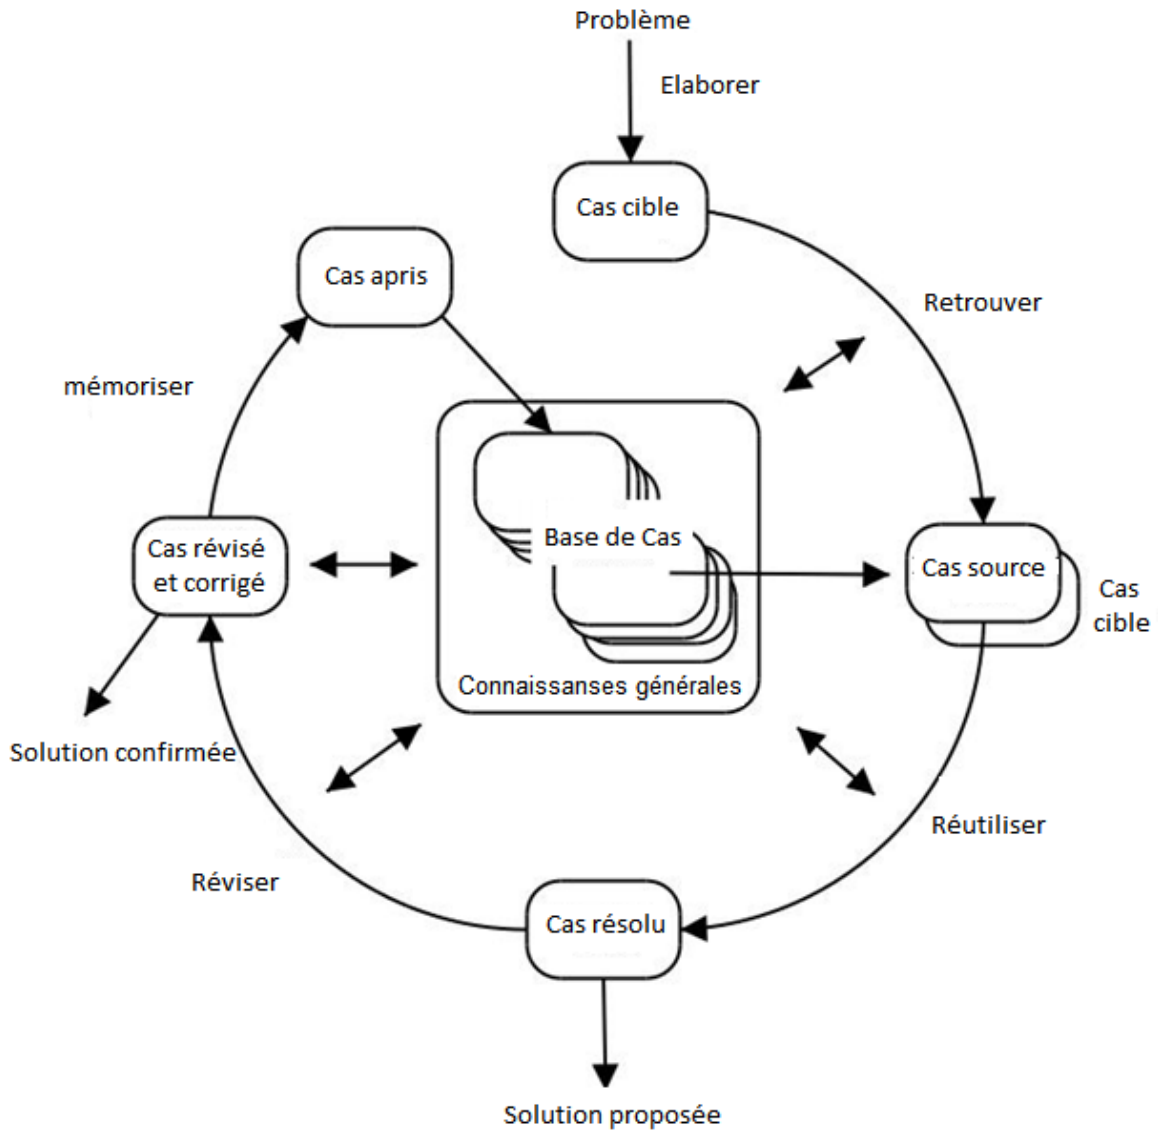 Problème
Elaborer
Cas cible
Cas apris
Retrouver
mémoriser
Base de Cas
Cas révisé
et corrigé
Cas source
Cas
cible
Connaissanses générales
Solution confirmée
Réutiliser
Réviser
Cas résolu
Solution proposée